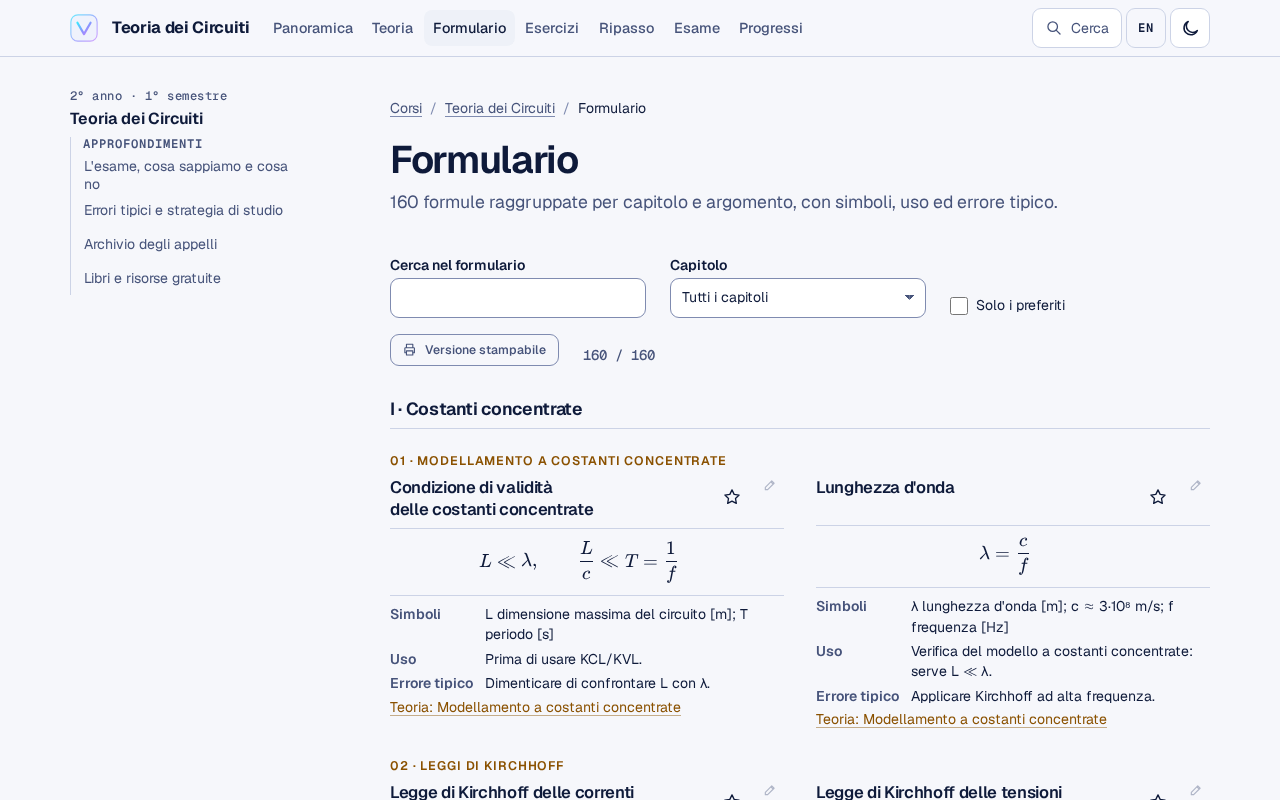 Teoria dei Circuiti Panoramica Teoria Formulario Esercizi Ripasso Esame Progressi Cerca EN
2° anno · 1° semestre
Teoria dei Circuiti
APPROFONDIMENTI
L'esame, cosa sappiamo e cosa
no
Errori tipici e strategia di studio
Archivio degli appelli
Libri e risorse gratuite
Corsi / Teoria dei Circuiti / Formulario
Formulario
160 formule raggruppate per capitolo e argomento, con simboli, uso ed errore tipico.
Cerca nel formulario
Capitolo
Tutti i capitoli
Solo i preferiti
Versione stampabile
160 / 160
I · Costanti concentrate
01 · MODELLAMENTO A COSTANTI CONCENTRATE
Condizione di validità
delle costanti concentrate
L ≪ λ, L/c ≪ T = 1/f
Simboli L dimensione massima del circuito [m]; T
periodo [s]
Uso Prima di usare KCL/KVL.
Errore tipico Dimenticare di confrontare L con λ.
Teoria: Modellamento a costanti concentrate
Lunghezza d'onda
λ = c/f
Simboli λ lunghezza d'onda [m]; c ≈ 3·10⁸ m/s; f
frequenza [Hz]
Uso Verifica del modello a costanti concentrate:
serve L ≪ λ.
Errore tipico Applicare Kirchhoff ad alta frequenza.
Teoria: Modellamento a costanti concentrate
02 · LEGGI DI KIRCHHOFF
Legge di Kirchhoff delle correnti
Legge di Kirchhoff delle tensioni